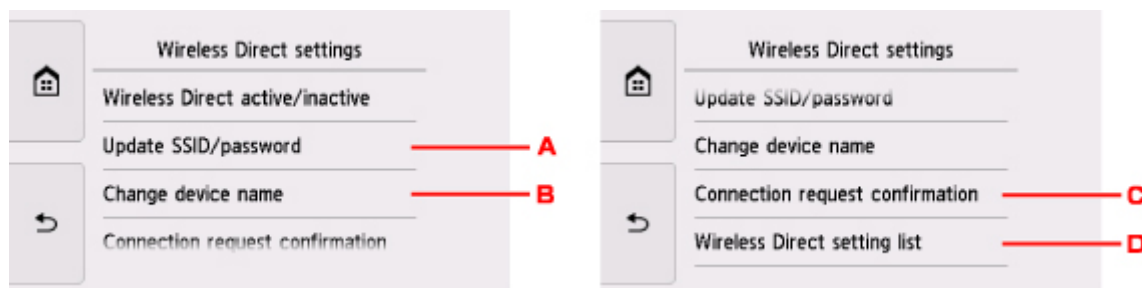 Wireless Direct settings
Wireless Direct active/inactive
Update SSID/password
A
Change device name
B
Connection request confirmation
Wireless Direct settings
Update SSID/password
Change device name
Connection request confirmation
C
Wireless Direct setting list
D